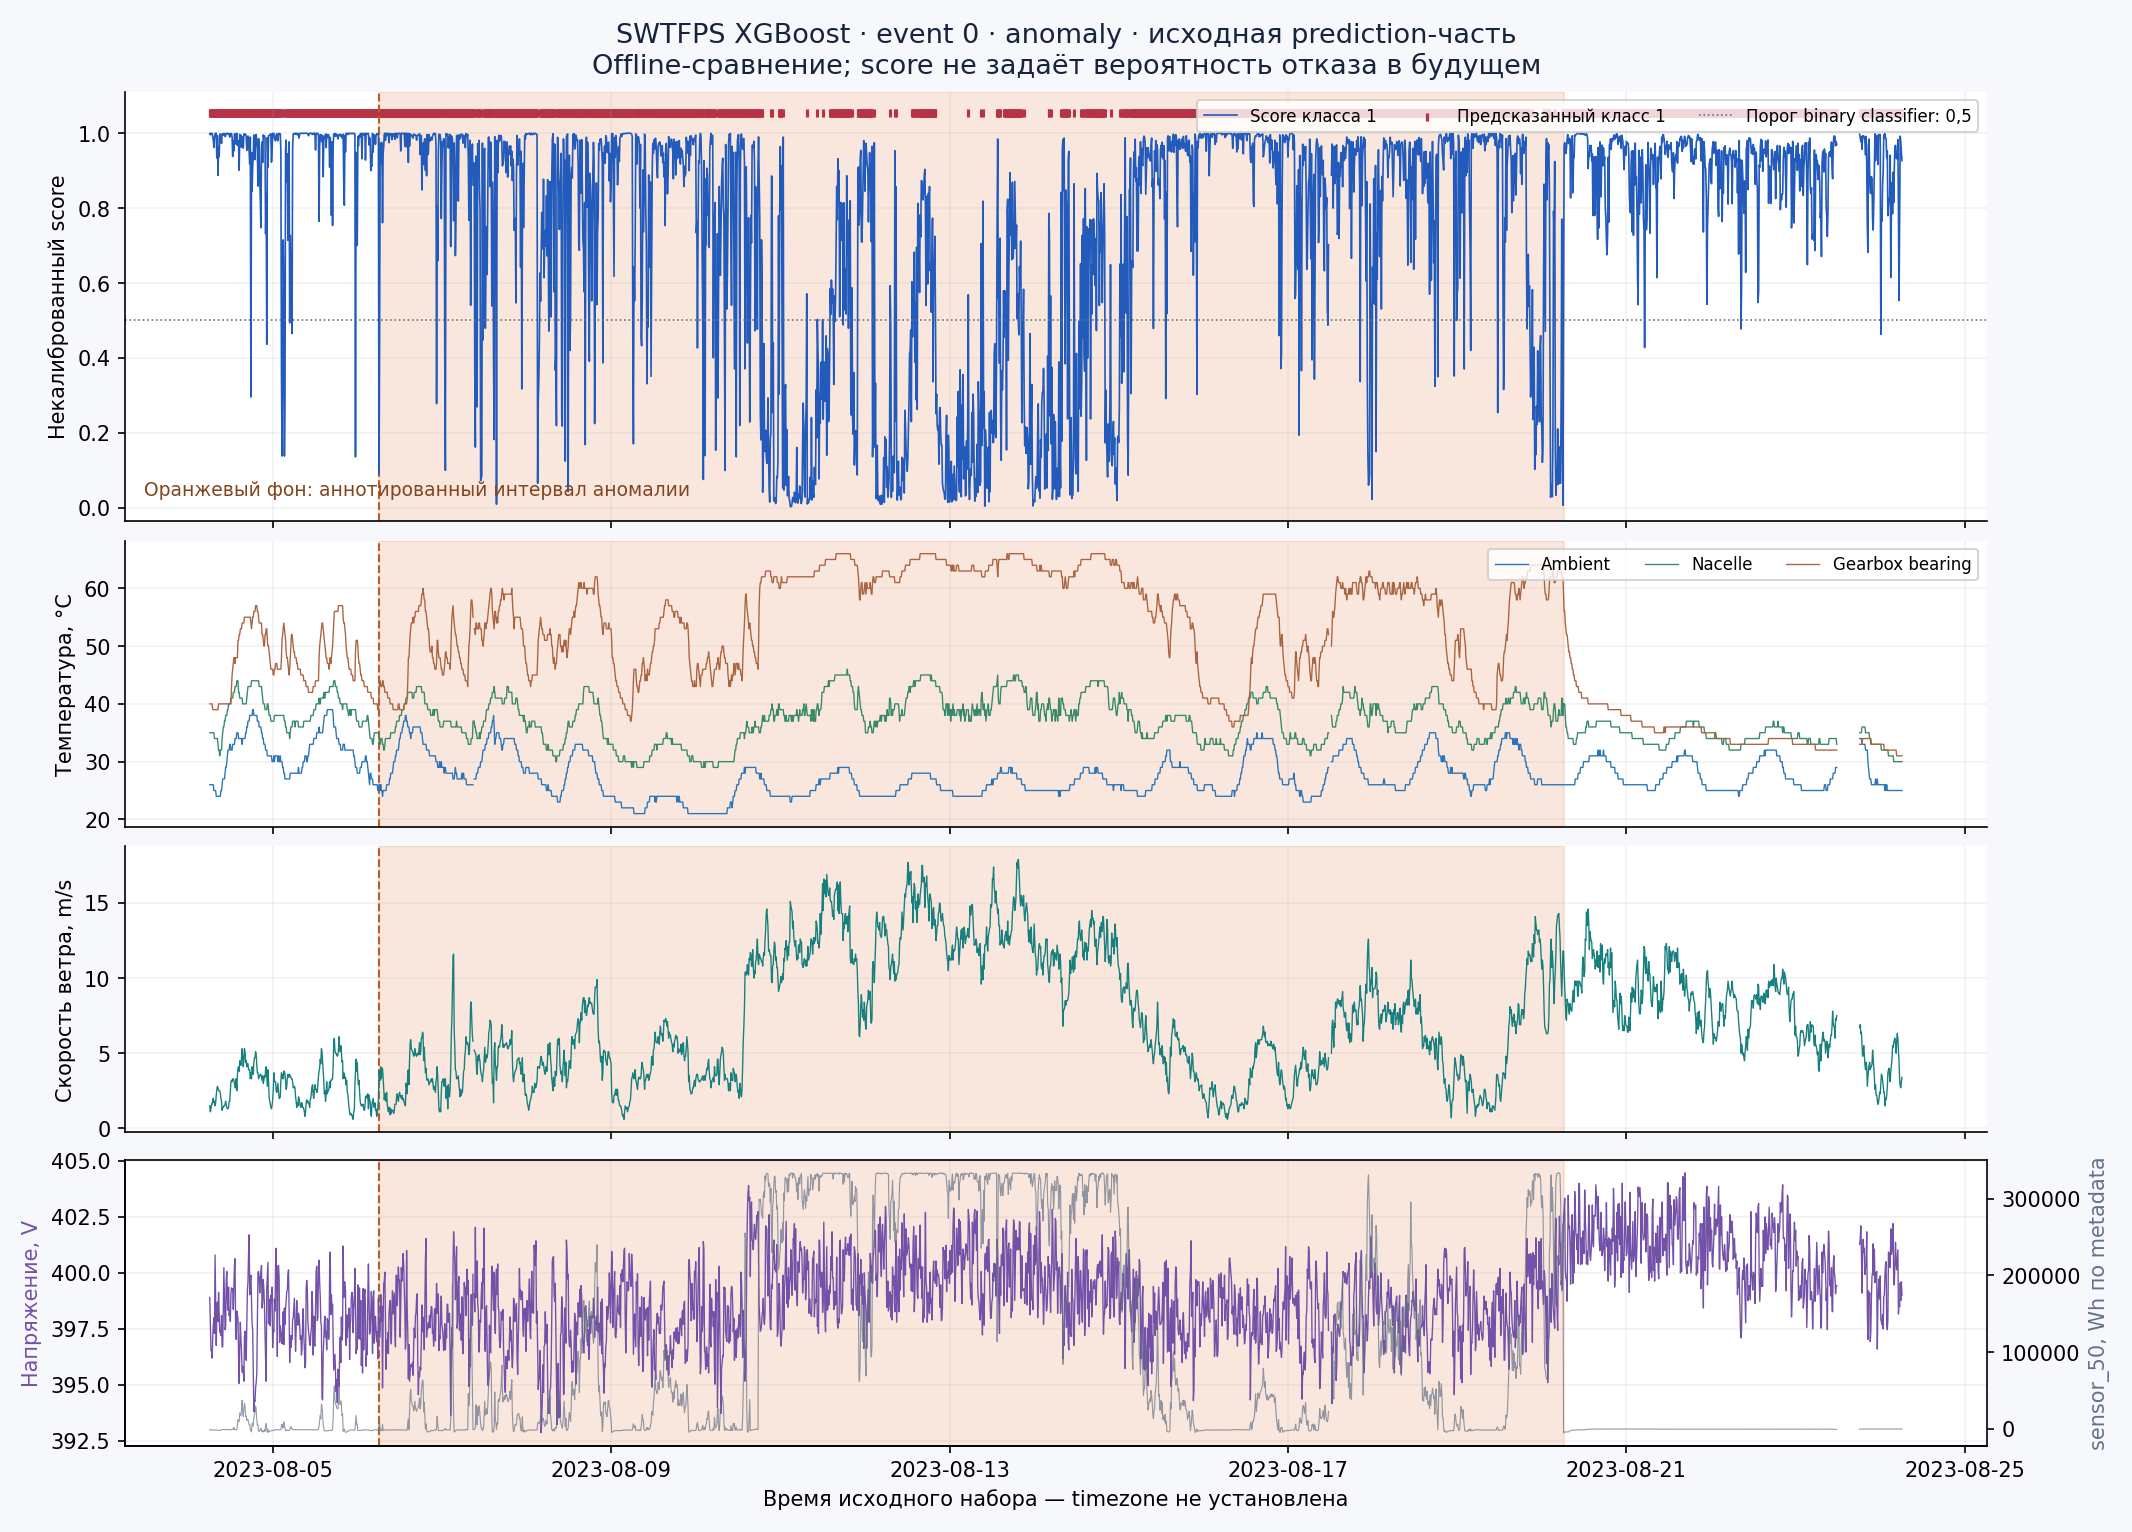 SWTFPS XGBoost · event 0 · anomaly · исходная prediction-часть
Offline-сравнение; score не задаёт вероятность отказа в будущем
Некалиброванный score
1.0
0.8
0.6
0.4
0.2
0.0
Score класса 1
Предсказанный класс 1
Порог binary classifier: 0,5
Оранжевый фон: аннотированный интервал аномалии
Температура, °C
60
50
40
30
20
Ambient
Nacelle
Gearbox bearing
Скорость ветра, m/s
15
10
5
0
Напряжение, V
405.0
402.5
400.0
397.5
395.0
392.5
300000
200000
100000
0
sensor_50, Wh по metadata
2023-08-05
2023-08-09
2023-08-13
2023-08-17
2023-08-21
2023-08-25
Время исходного набора — timezone не установлена